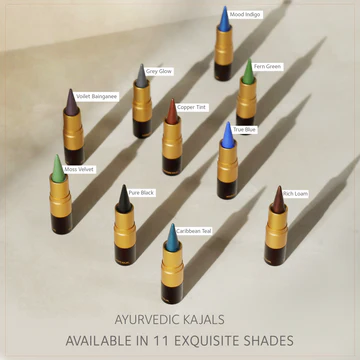 Mood Indigo
Fern Green
Grey Glow
Voilet Bainganee
Copper Tint
True Blue
Moss Velvet
Pure Black
Rich Loam
Caribbean Teal
AYURVEDIC KAJALS
AVAILABLE IN 11 EXQUISITE SHADES